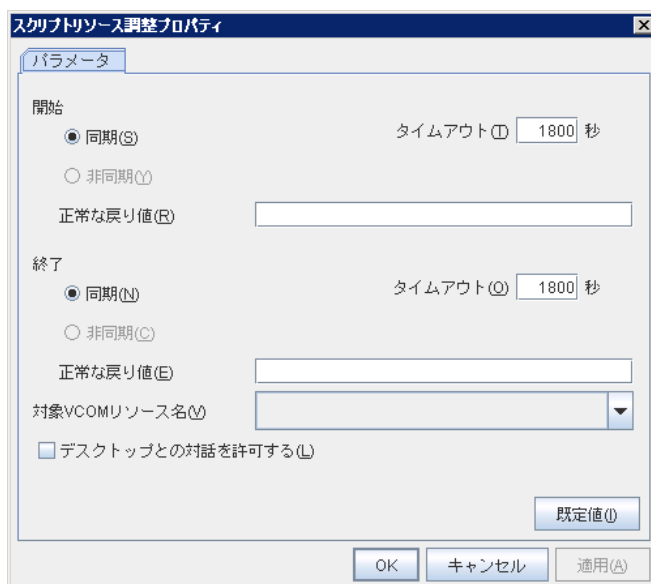 スクリプトリソース調整プロパティ
パラメータ
開始
同期(S)
タイムアウト(T) 1800 秒
非同期(Y)
正常な戻り値(R)
終了
同期(N)
タイムアウト(O) 1800 秒
非同期(C)
正常な戻り値(E)
対象VCOMリソース名(V)
デスクトップとの対話を許可する(L)
既定値(I)
OK キャンセル 適用(A)